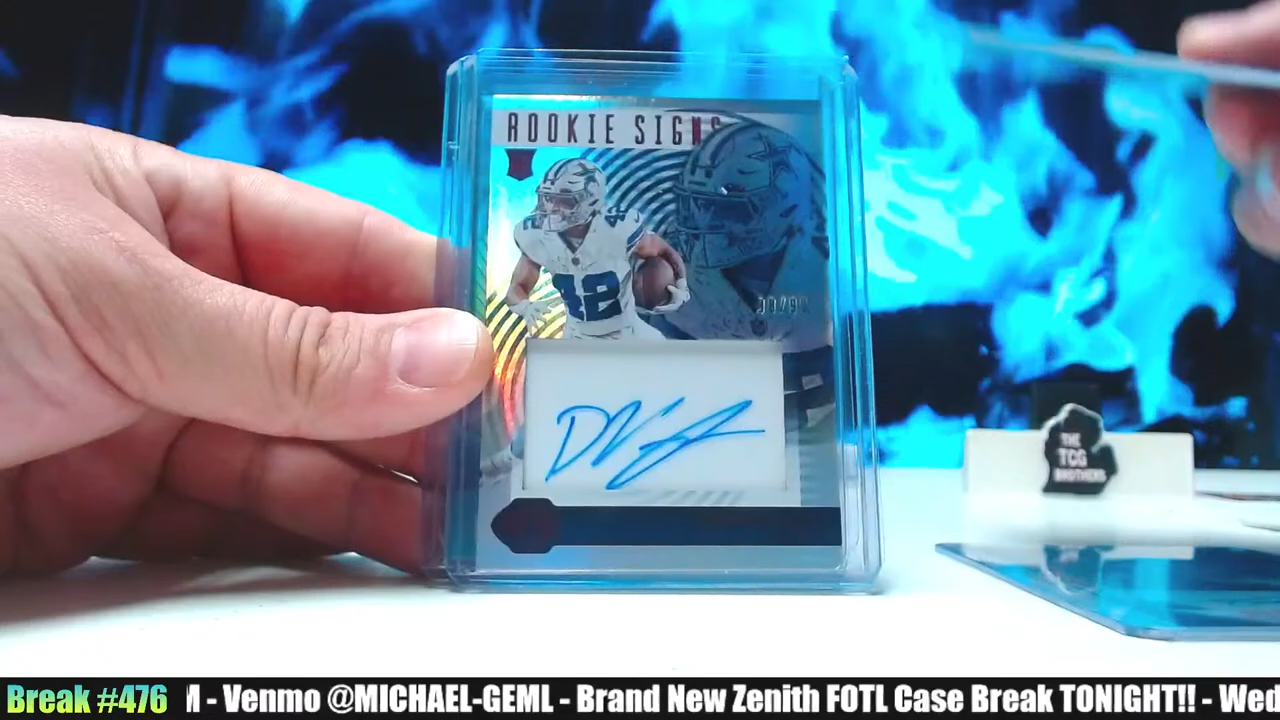 ROOKIE SIGNS
42
42
THE
TCG
BROTHERS
Break #476
M - Venmo @MICHAEL-GEML - Brand New Zenith FOTL Case Break TONIGHT!! - Wed